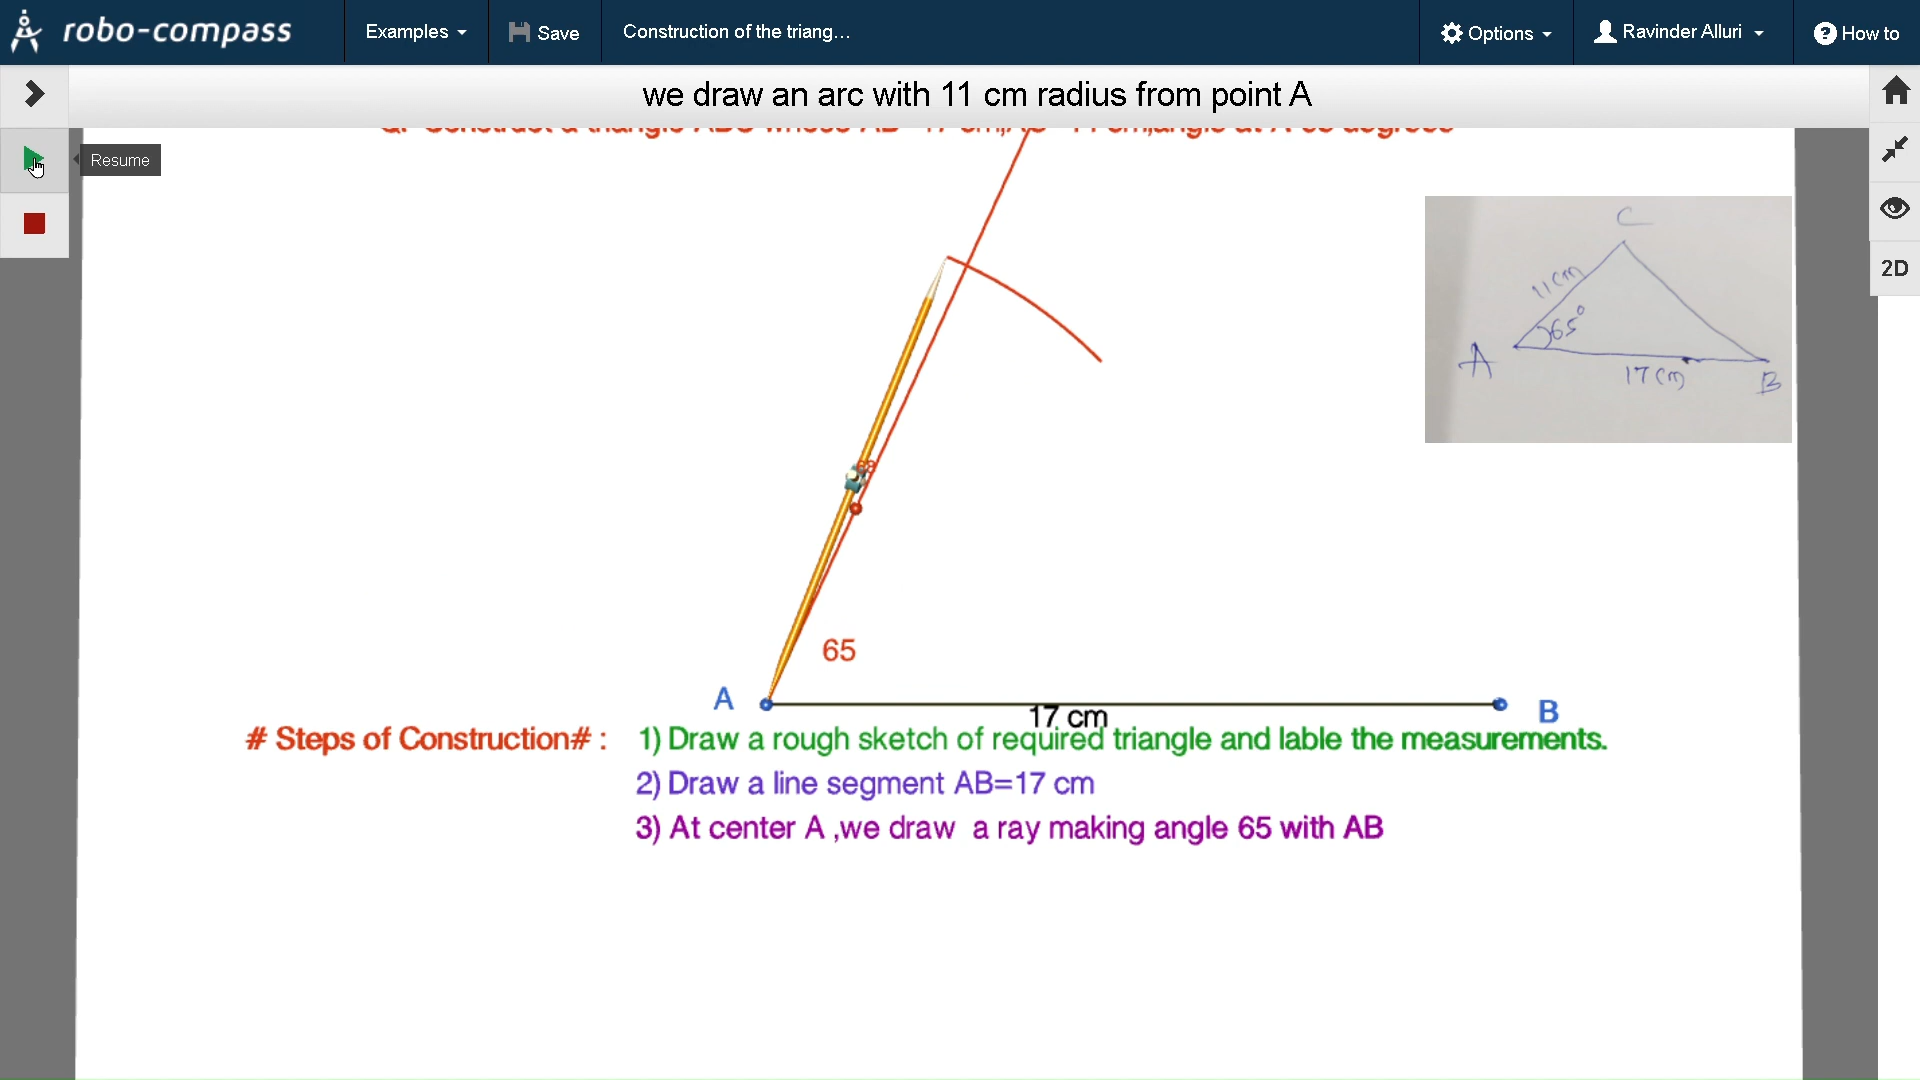 robo-compass
Examples
Save
Construction of the triang...
Options
Ravinder Alluri
How to
we draw an arc with 11 cm radius from point A
Resume
2D
C
11cm
65°
A
17cm
B
65
A
B
17 cm
# Steps of Construction# : 1) Draw a rough sketch of required triangle and lable the measurements.
2) Draw a line segment AB=17 cm
3) At center A ,we draw a ray making angle 65 with AB